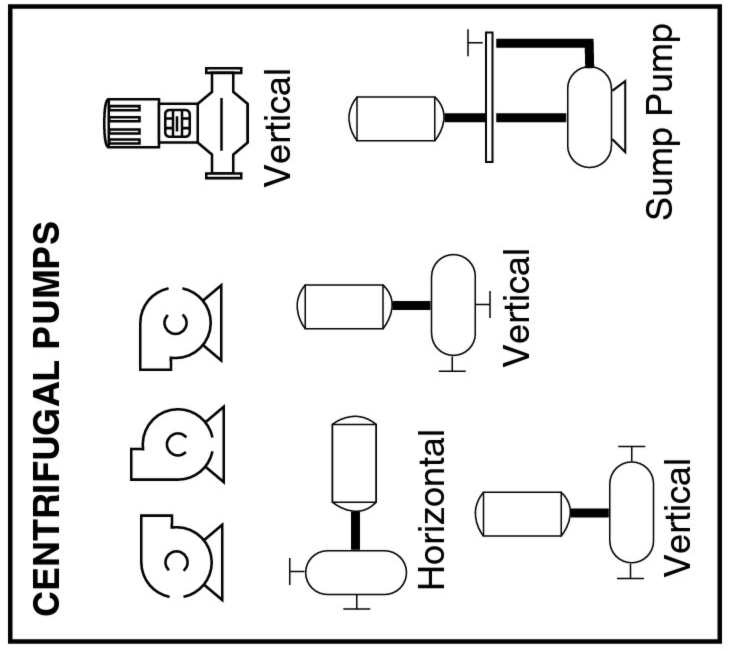 CENTRIFUGAL PUMPS
Vertical
Horizontal
Vertical
Vertical
Sump Pump